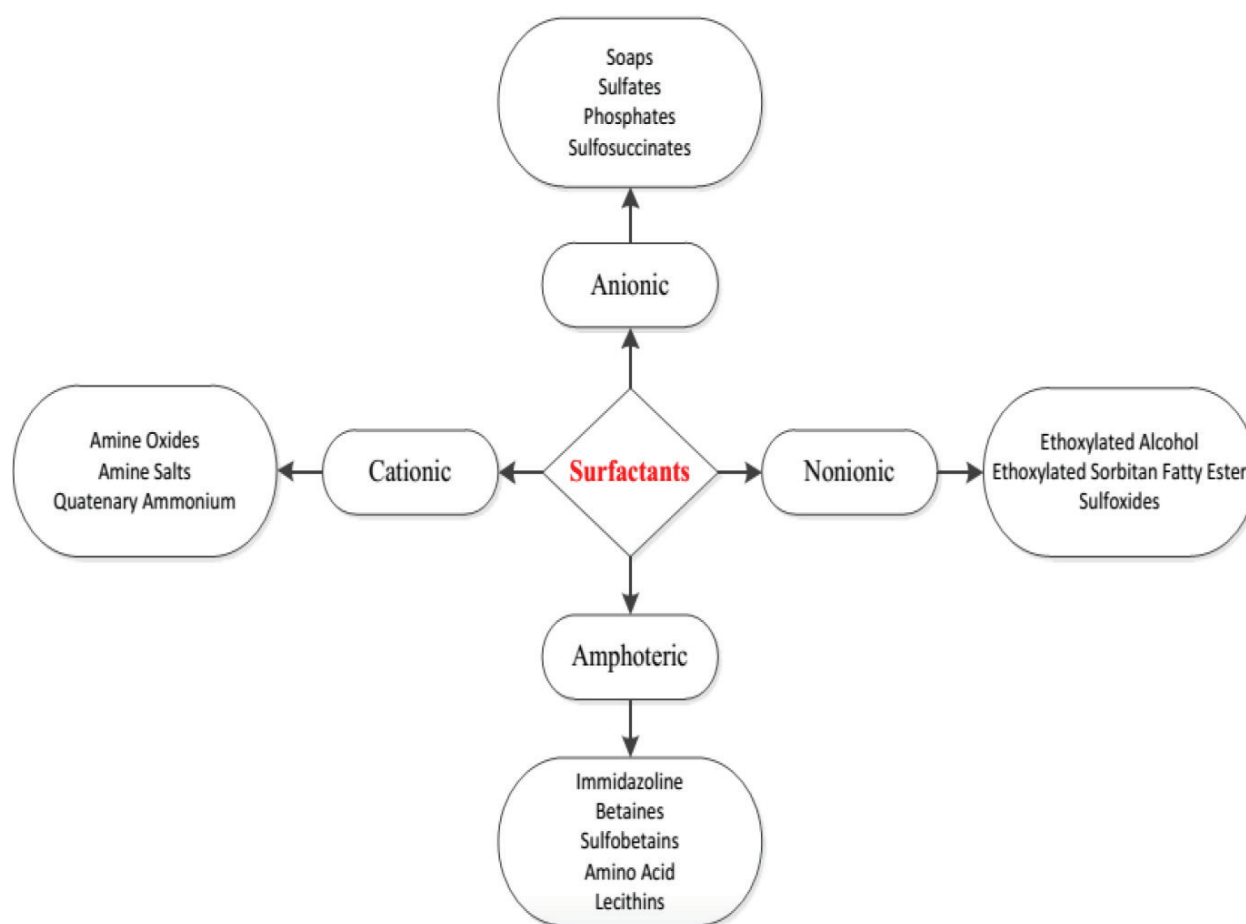 Soaps
Sulfates
Phosphates
Sulfosuccinates
Anionic
Amine Oxides
Amine Salts
Quatenary Ammonium
Cationic
Surfactants
Nonionic
Ethoxylated Alcohol
Ethoxylated Sorbitan Fatty Ester
Sulfoxides
Amphoteric
Immidazoline
Betaines
Sulfobetains
Amino Acid
Lecithins